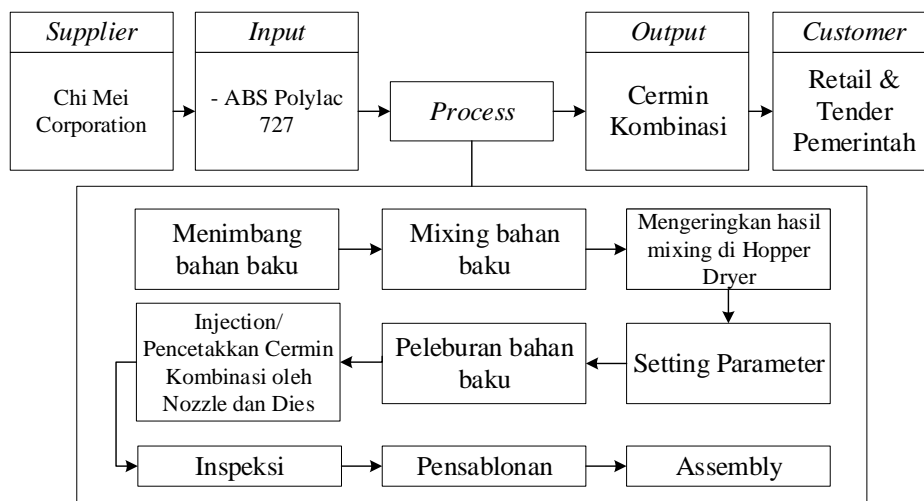 Supplier
Input
Output
Customer
Chi Mei
Corporation
- ABS Polylac
727
Process
Cermin
Kombinasi
Retail &
Tender
Pemerintah
Menimbang
bahan baku
Mixing bahan
baku
Mengeringkan hasil
mixing di Hopper
Dryer
Injection/
Pencetakkan Cermin
Kombinasi oleh
Nozzle dan Dies
Peleburan bahan
baku
Setting Parameter
Inspeksi
Pensablonan
Assembly